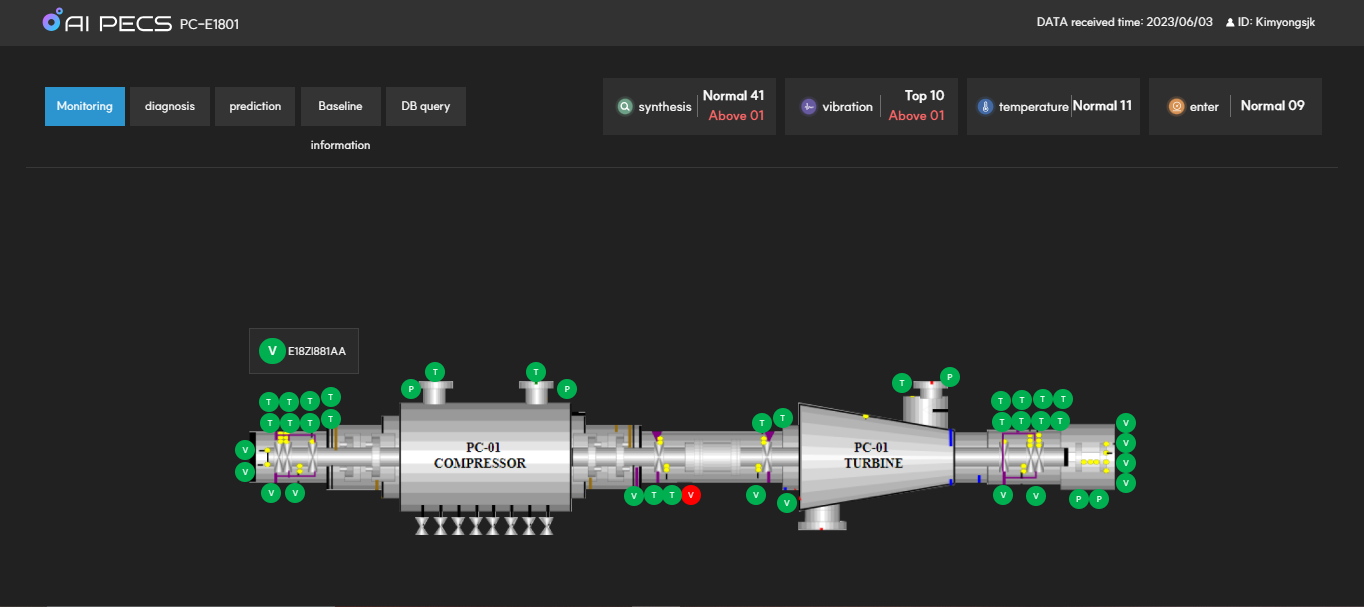 AI PECS PC-E1801
DATA received time: 2023/06/03 ID: Kimyongsjk
Monitoring
diagnosis
prediction
Baseline
information
DB query
synthesis
Normal 41
Above 01
vibration
Top 10
Above 01
temperature
Normal 11
enter
Normal 09
V E18ZI881AA
T T T T
T T T T
V
V
V V
P T T P
PC-01
COMPRESSOR
V T T V
T T
V V
T P
PC-01
TURBINE
T T T T
T T T T
V
V
V
V
V V
P P